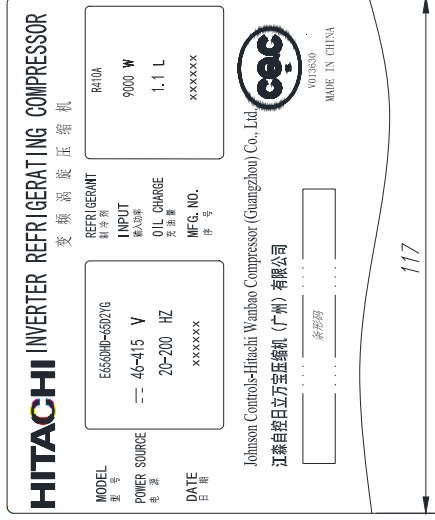 HITACHI INVERTER REFRIGERATING COMPRESSOR
变 频 涡 旋 压 缩 机
MODEL E656DHD-65D2YG
型 号
POWER SOURCE ⎓ 46-415 V
电 源 20-200 HZ
DATE xxxxxx
日 期
REFRIGERANT R410A
制 冷 剂
INPUT 9000 W
输入功率
OIL CHARGE 1.1 L
充 油 量
MFG. NO. xxxxxx
序 号
Johnson Controls-Hitachi Wanbao Compressor (Guangzhou) Co., Ltd.
江森自控日立万宝压缩机（广州）有限公司
条形码
CQC
V013630
MADE IN CHINA
117